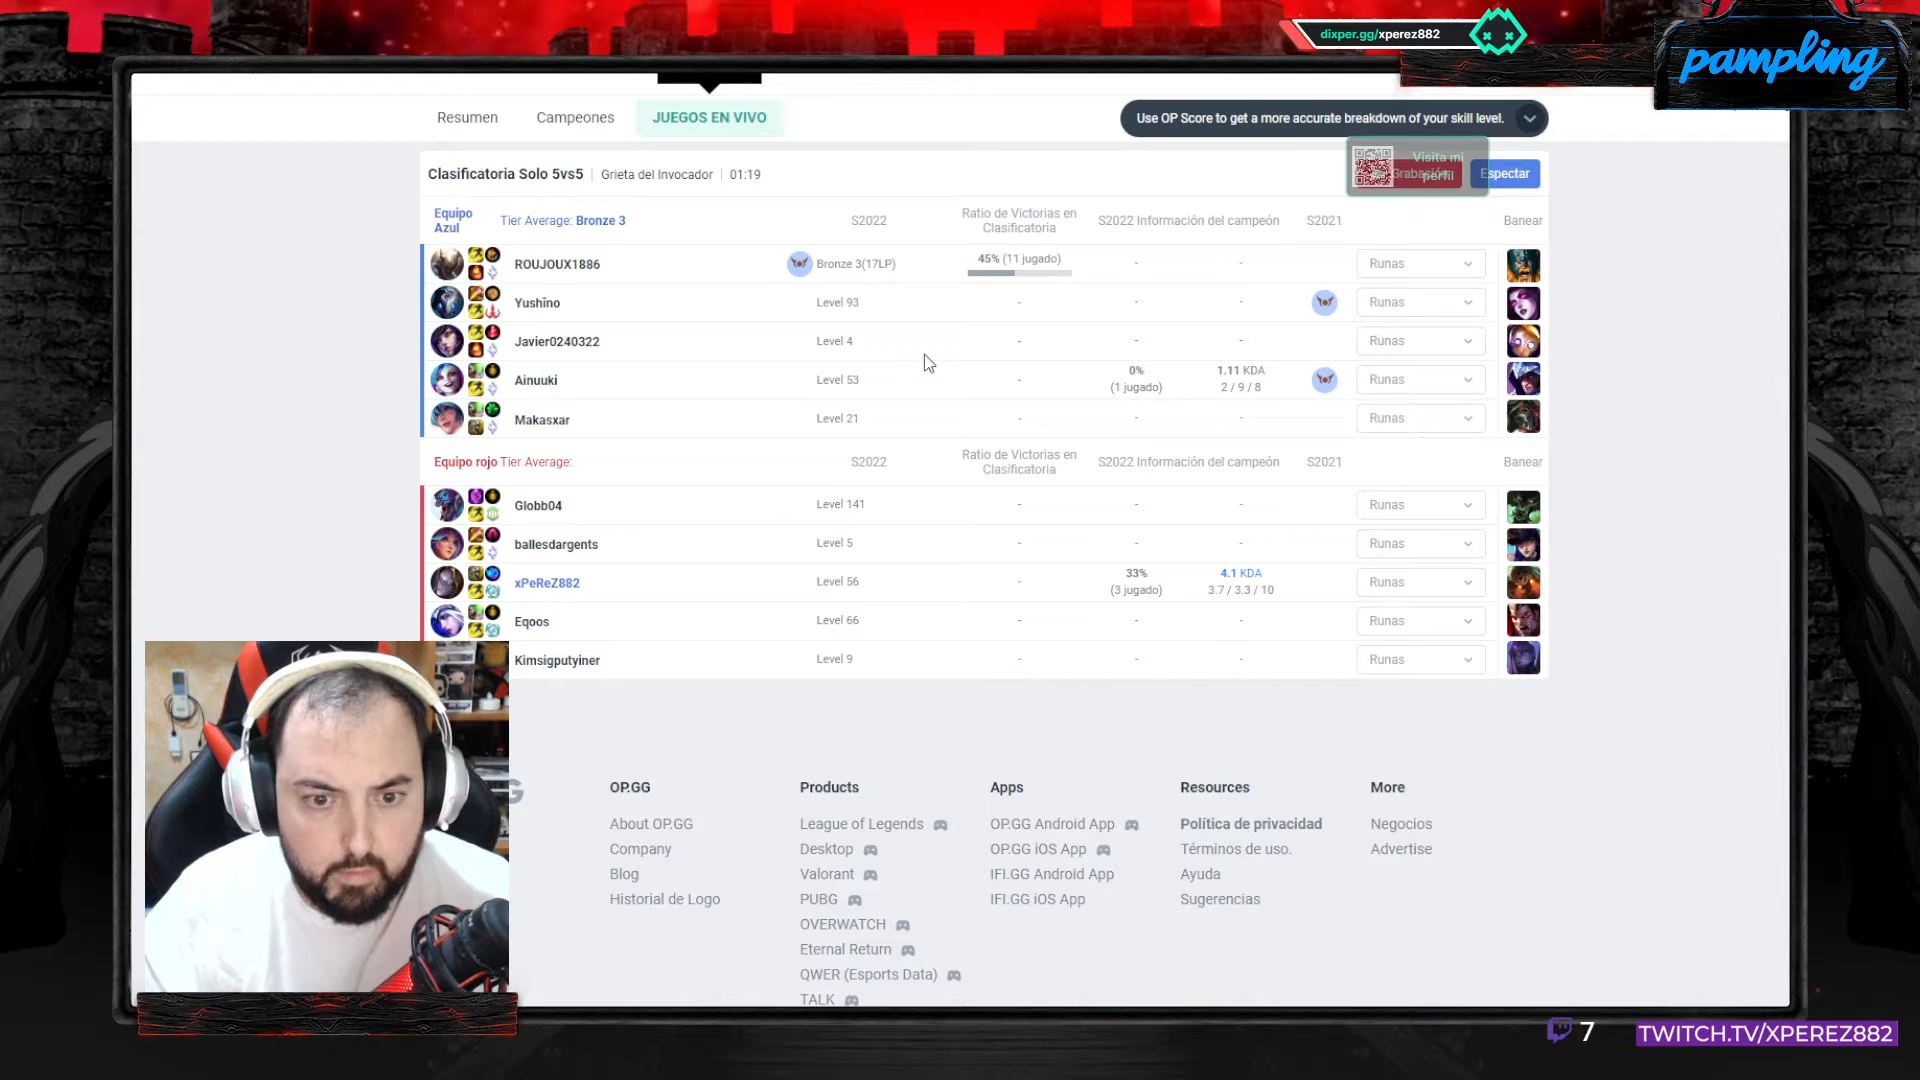 dixper.gg/xperez882
pampling
Resumen
Campeones
JUEGOS EN VIVO
Use OP Score to get a more accurate breakdown of your skill level.
Clasificatoria Solo 5vs5
Grieta del Invocador
01:19
Visita mi
perfil
Grabación
Espectar
Equipo
Azul
Tier Average: Bronze 3
S2022
Ratio de Victorias en
Clasificatoria
S2022 Información del campeón
S2021
Banear
ROUJOUX1886
Bronze 3(17LP)
45% (11 jugado)
-
-
Runas
Yushïno
Level 93
-
-
-
Runas
Javier0240322
Level 4
-
-
-
Runas
Ainuuki
Level 53
-
0%
(1 jugado)
1.11 KDA
2 / 9 / 8
Runas
Makasxar
Level 21
-
-
-
Runas
Equipo rojo Tier Average:
S2022
Ratio de Victorias en
Clasificatoria
S2022 Información del campeón
S2021
Banear
Globb04
Level 141
-
-
-
Runas
ballesdargents
Level 5
-
-
-
Runas
xPeReZ882
Level 56
-
33%
(3 jugado)
4.1 KDA
3.7 / 3.3 / 10
Runas
Eqoos
Level 66
-
-
-
Runas
Kimsigputyiner
Level 9
-
-
-
Runas
G
OP.GG
About OP.GG
Company
Blog
Historial de Logo
Products
League of Legends
Desktop
Valorant
PUBG
OVERWATCH
Eternal Return
QWER (Esports Data)
TALK
Apps
OP.GG Android App
OP.GG iOS App
IFI.GG Android App
IFI.GG iOS App
Resources
Política de privacidad
Términos de uso.
Ayuda
Sugerencias
More
Negocios
Advertise
7
TWITCH.TV/XPEREZ882